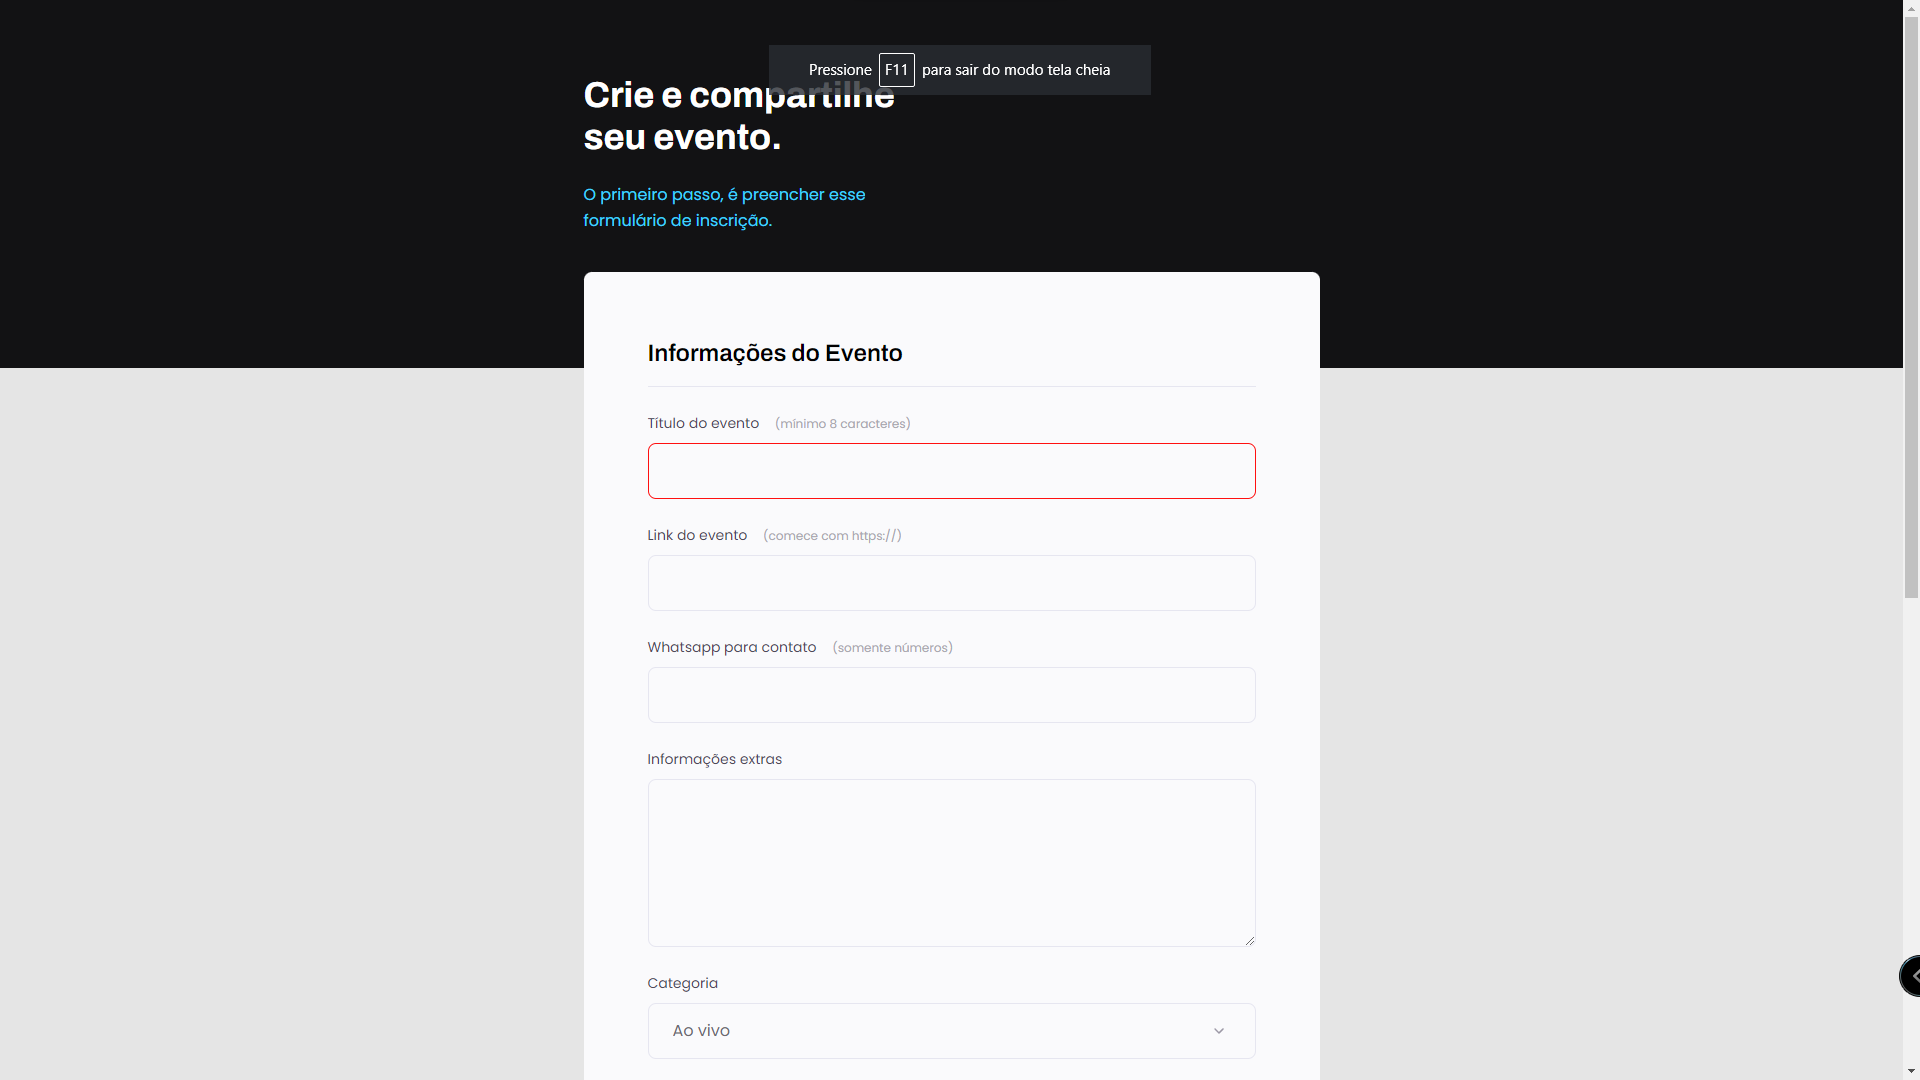 Pressione F11 para sair do modo tela cheia
Crie e compartilhe
seu evento.
O primeiro passo, é preencher esse
formulário de inscrição.
Informações do Evento
Título do evento (mínimo 8 caracteres)
Link do evento (comece com https://)
Whatsapp para contato (somente números)
Informações extras
Categoria
Ao vivo